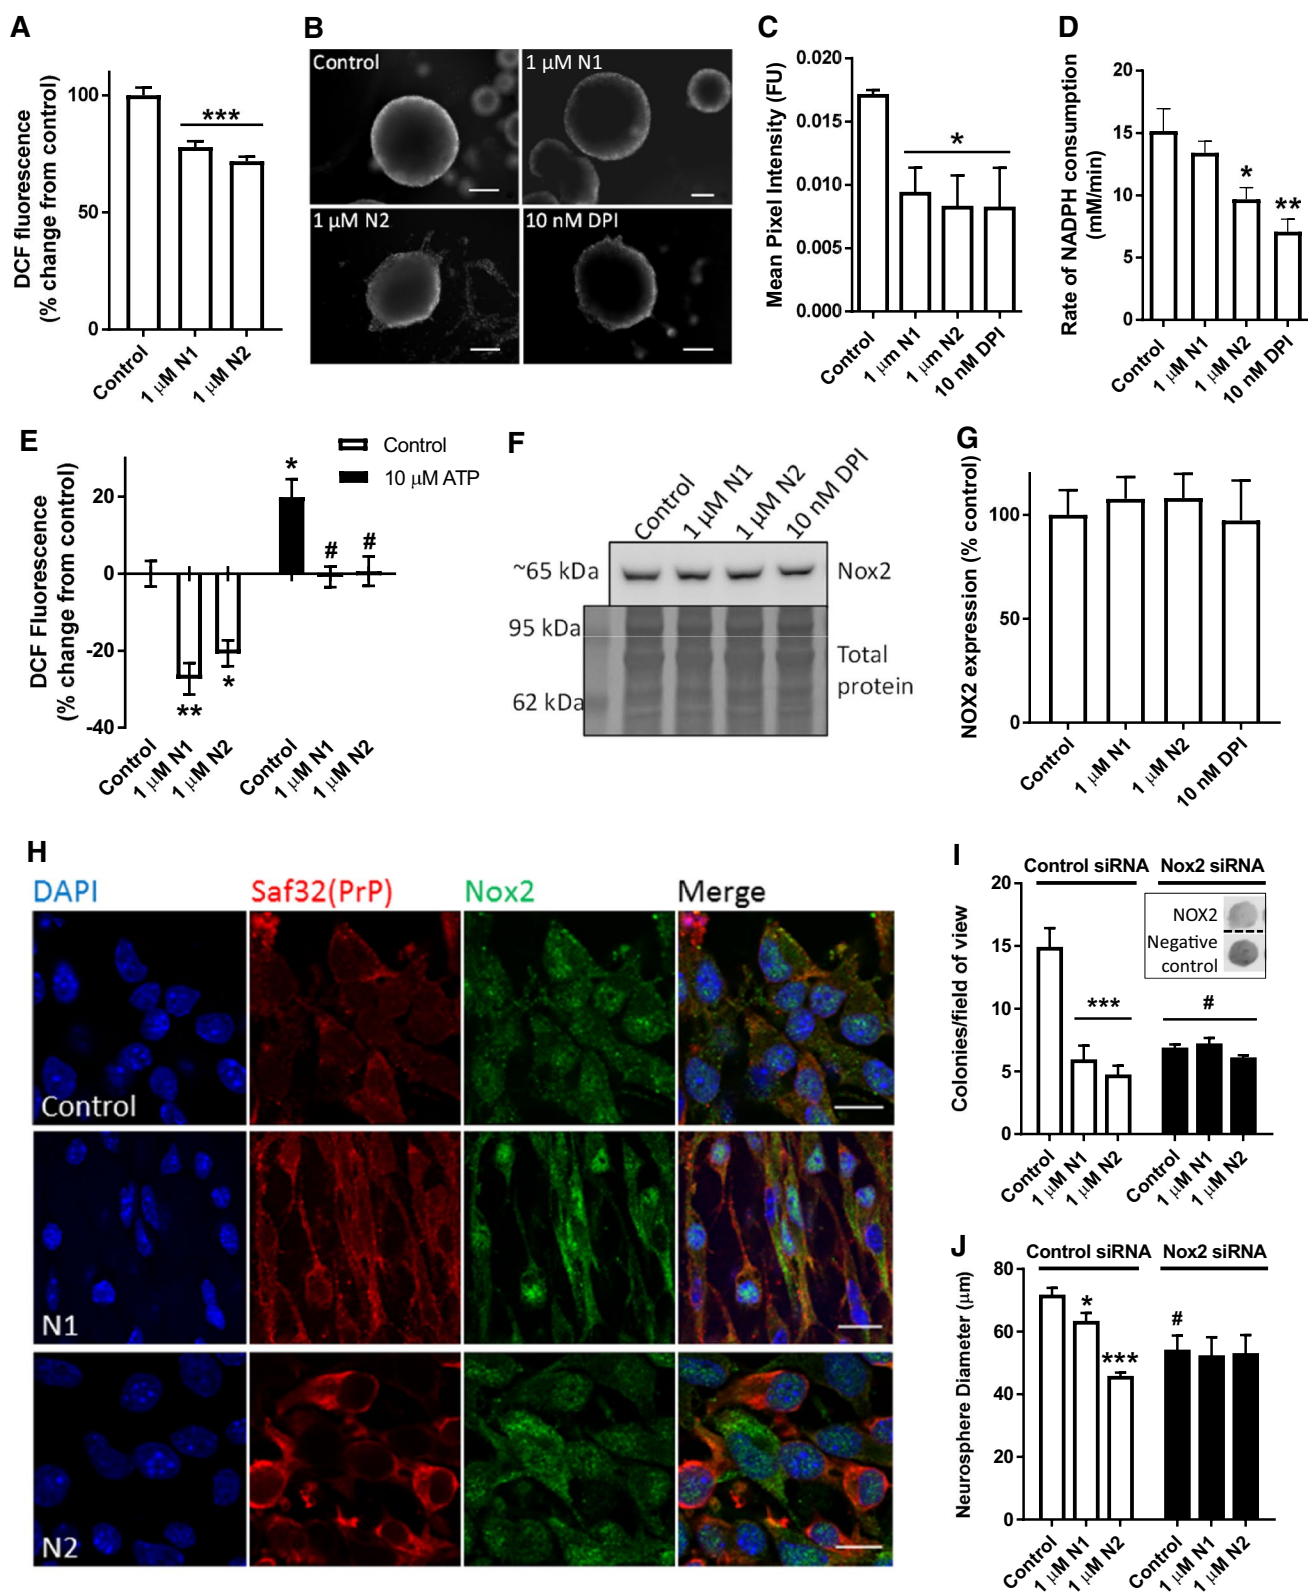 A
DCF fluorescence
(% change from control)
100
50
0
***
Control
1 μM N1
1 μM N2
B
Control
1 μM N1
1 μM N2
10 nM DPI
C
Mean Pixel Intensity (FU)
0.020
0.015
0.010
0.005
0.000
*
Control
1 μm N1
1 μm N2
10 nM DPI
D
Rate of NADPH consumption
(mM/min)
20
15
10
5
0
*
**
Control
1 μM N1
1 μM N2
10 nM DPI
E
DCF Fluorescence
(% change from control)
20
0
-20
-40
Control
10 μM ATP
**
*
*
#
#
Control
1 μM N1
1 μM N2
Control
1 μM N1
1 μM N2
F
Control
1 μM N1
1 μM N2
10 nM DPI
~65 kDa
Nox2
95 kDa
62 kDa
Total
protein
G
NOX2 expression (% control)
100
50
0
Control
1 μM N1
1 μM N2
10 nM DPI
H
DAPI
Saf32(PrP)
Nox2
Merge
Control
N1
N2
I
Control siRNA
Nox2 siRNA
Colonies/field of view
20
15
10
5
0
***
#
NOX2
Negative
control
Control
1 μM N1
1 μM N2
Control
1 μM N1
1 μM N2
J
Control siRNA
Nox2 siRNA
Neurosphere Diameter (μm)
80
60
40
20
0
*
***
#
Control
1 μM N1
1 μM N2
Control
1 μM N1
1 μM N2